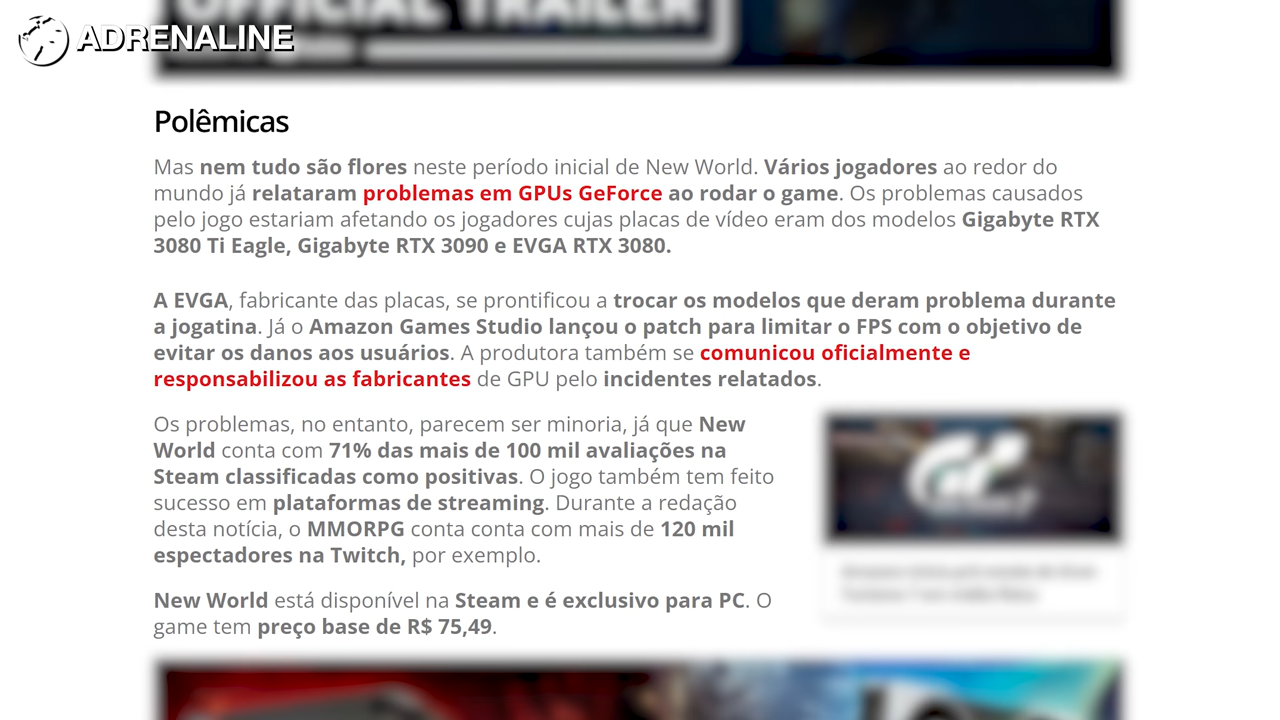 OFFICIAL TRAILER
ADRENALINE
Polêmicas
Mas nem tudo são flores neste período inicial de New World. Vários jogadores ao redor do
mundo já relataram problemas em GPUs GeForce ao rodar o game. Os problemas causados
pelo jogo estariam afetando os jogadores cujas placas de vídeo eram dos modelos Gigabyte RTX
3080 Ti Eagle, Gigabyte RTX 3090 e EVGA RTX 3080.
A EVGA, fabricante das placas, se prontificou a trocar os modelos que deram problema durante
a jogatina. Já o Amazon Games Studio lançou o patch para limitar o FPS com o objetivo de
evitar os danos aos usuários. A produtora também se comunicou oficialmente e
responsabilizou as fabricantes de GPU pelo incidentes relatados.
Os problemas, no entanto, parecem ser minoria, já que New
World conta com 71% das mais de 100 mil avaliações na
Steam classificadas como positivas. O jogo também tem feito
sucesso em plataformas de streaming. Durante a redação
desta notícia, o MMORPG conta conta com mais de 120 mil
espectadores na Twitch, por exemplo.
New World está disponível na Steam e é exclusivo para PC. O
game tem preço base de R$ 75,49.